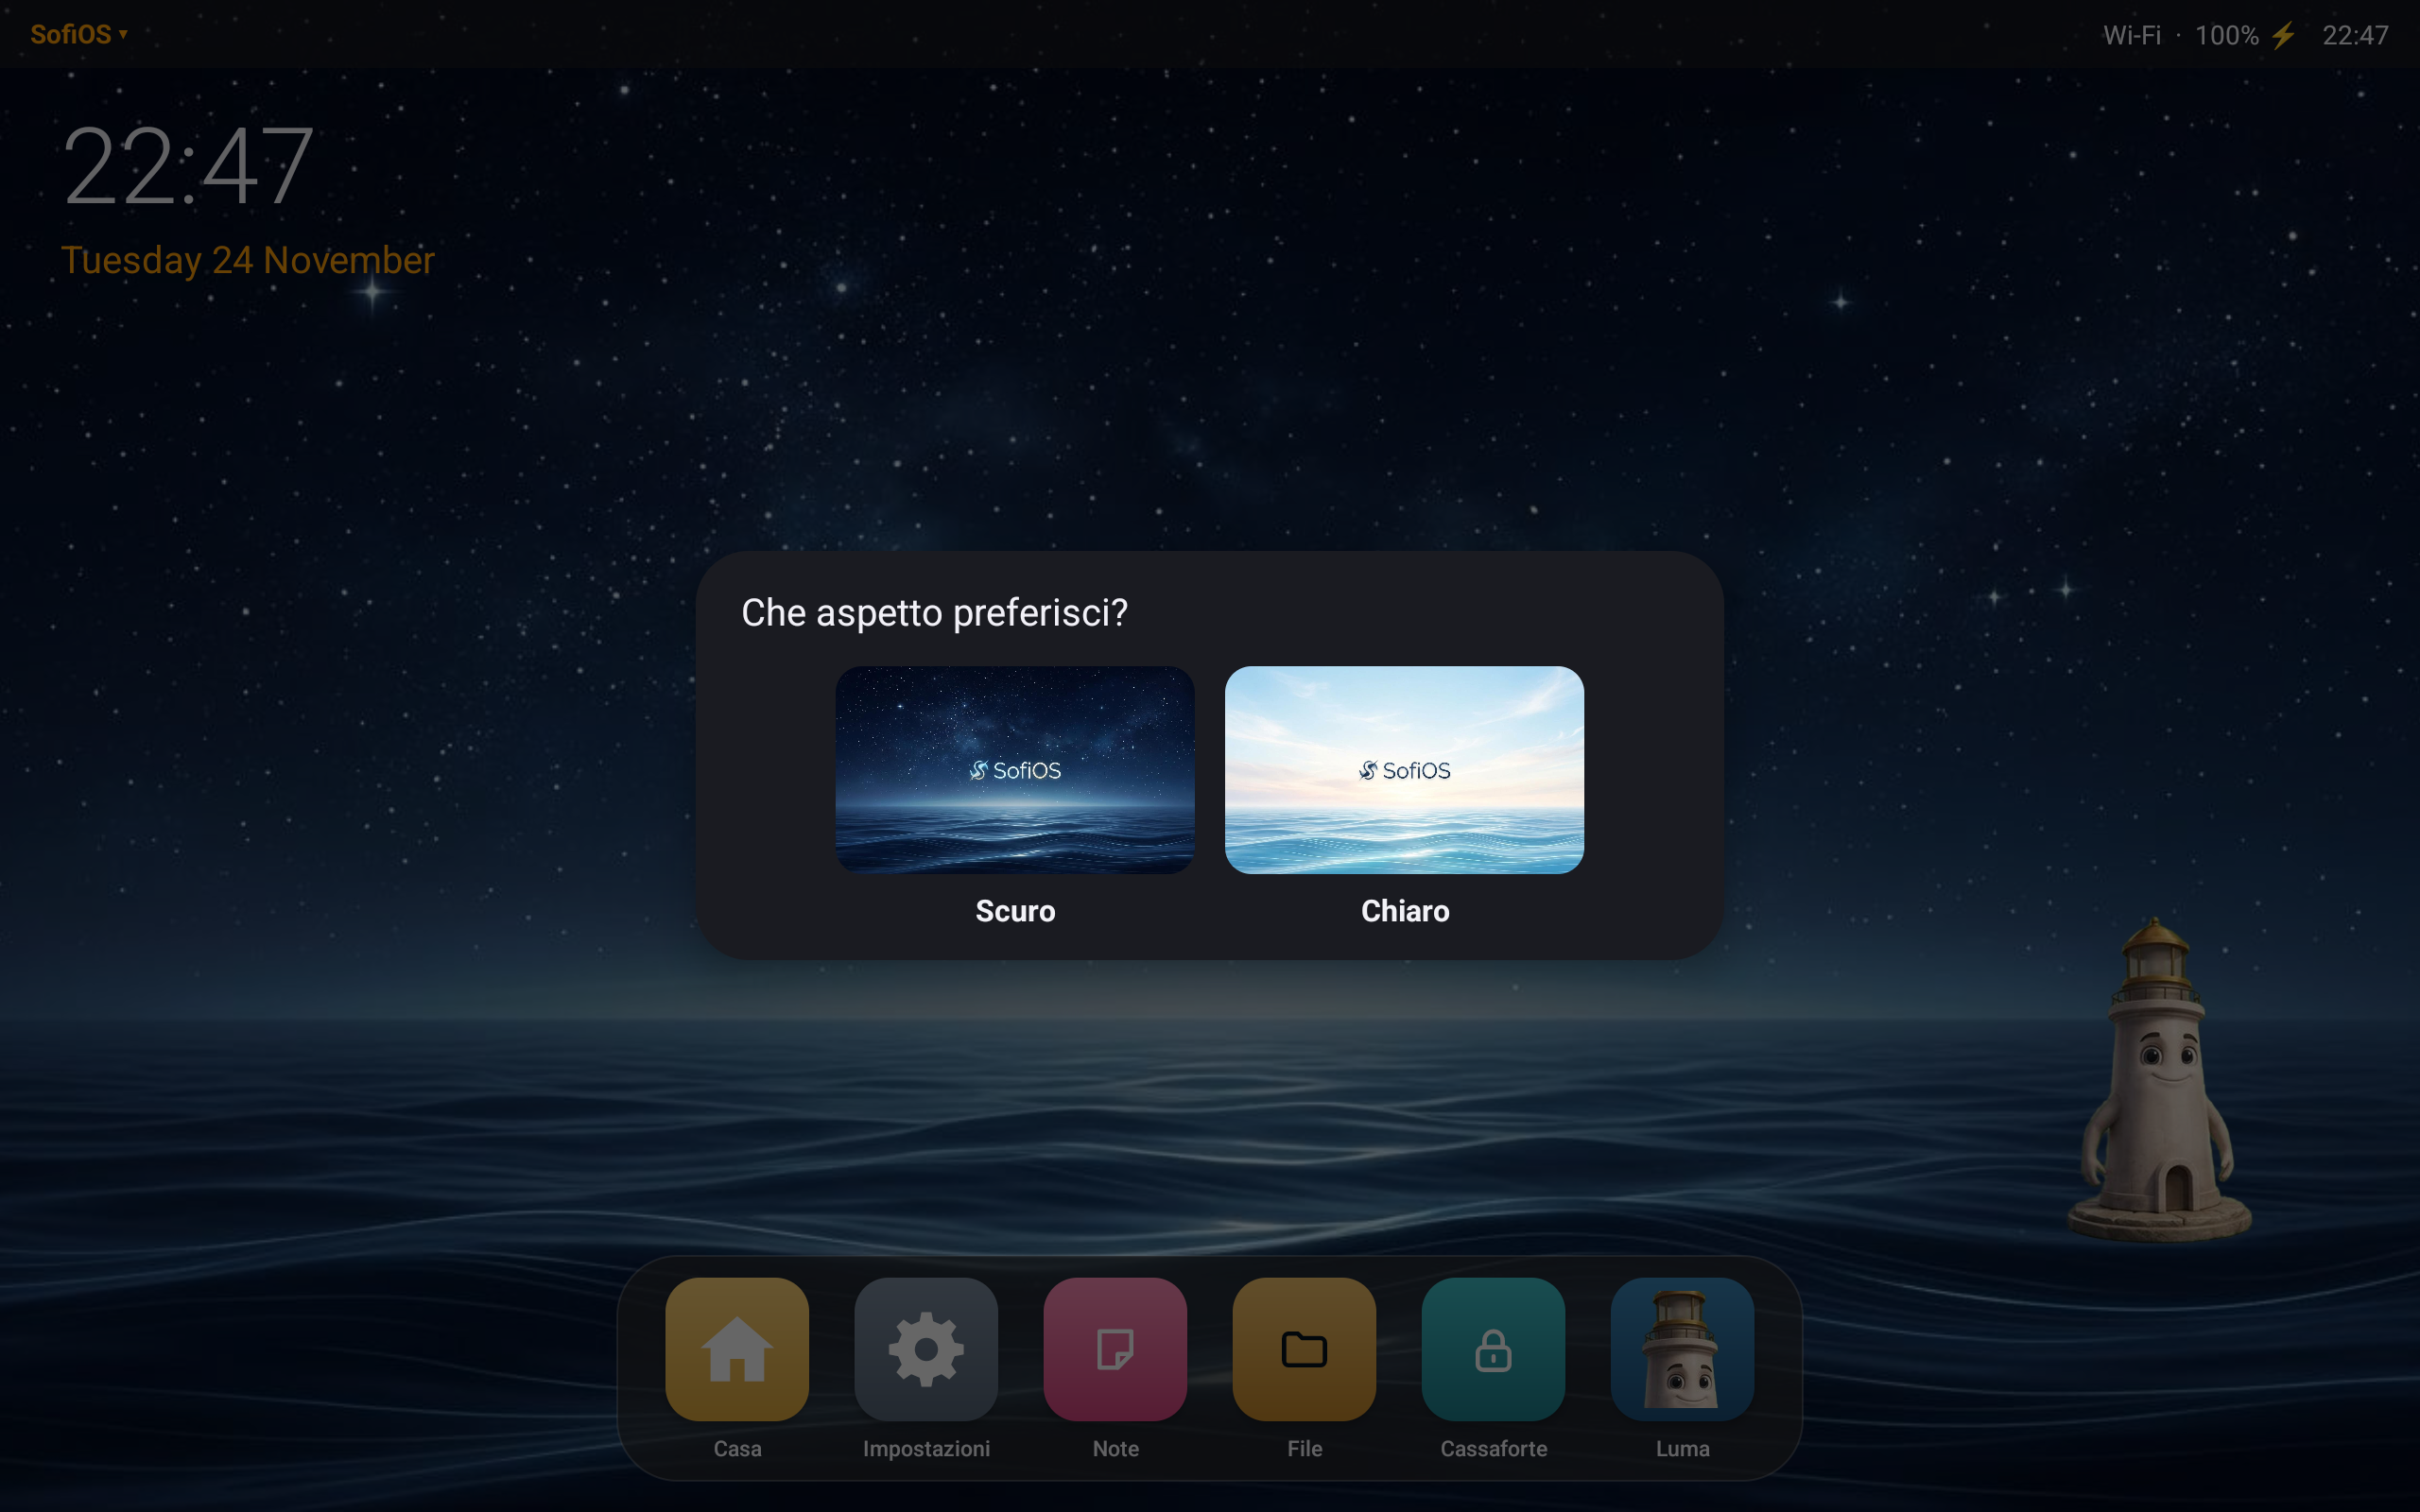 SofiOS ▾
Wi-Fi · 100% ⚡ 22:47
22:47
Tuesday 24 November
Che aspetto preferisci?
SofiOS
SofiOS
Scuro
Chiaro
Casa
Impostazioni
Note
File
Cassaforte
Luma